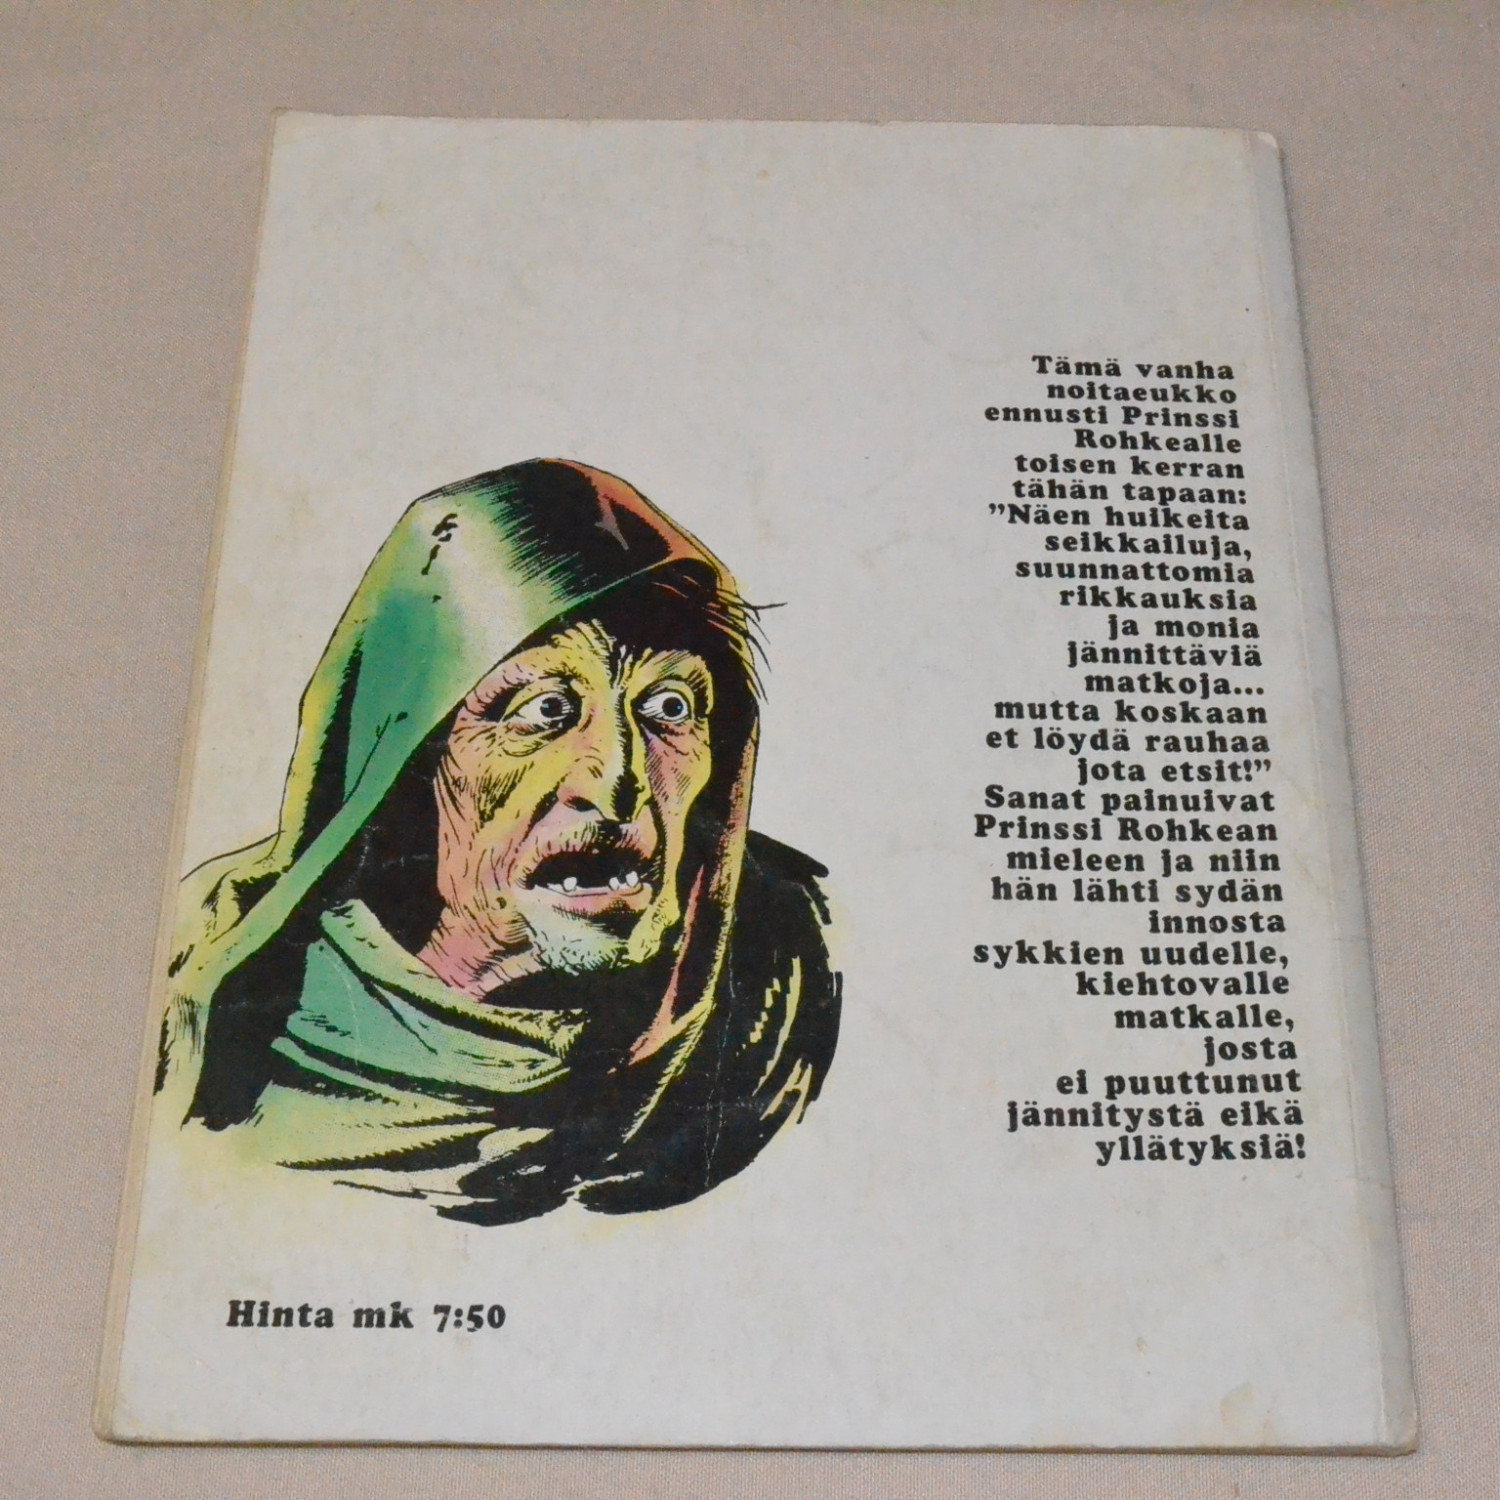 Tämä vanha
noitaeukko
ennusti Prinssi
Rohkealle
toisen kerran
tähän tapaan:
”Näen huikeita
seikkailuja,
suunnattomia
rikkauksia
ja monia
jännittäviä
matkoja...
mutta koskaan
et löydä rauhaa
jota etsit!”
Sanat painuivat
Prinssi Rohkean
mieleen ja niin
hän lähti sydän
innosta
sykkien uudelle,
kiehtovalle
matkalle,
josta
ei puuttunut
jännitystä eikä
yllätyksiä!
Hinta mk 7:50